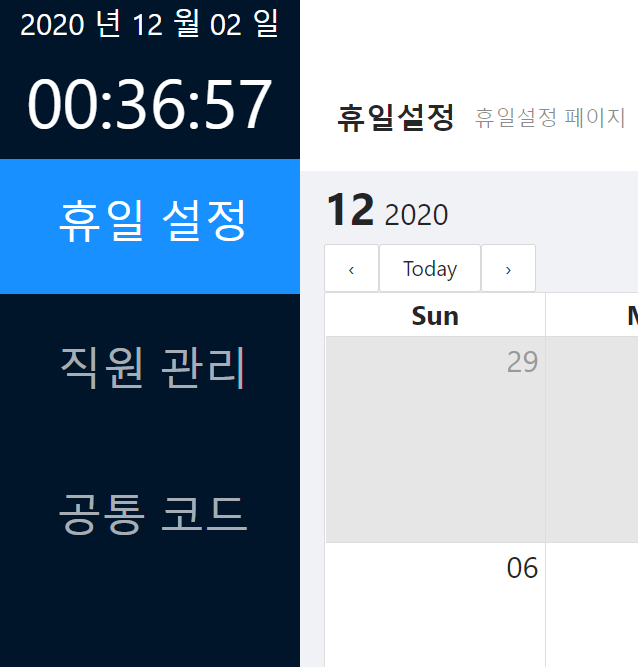 2020 년 12 월 02 일
00:36:57
휴일 설정
직원 관리
공통 코드
휴일설정 휴일설정 페이지
12 2020
‹ Today ›
Sun
29
06